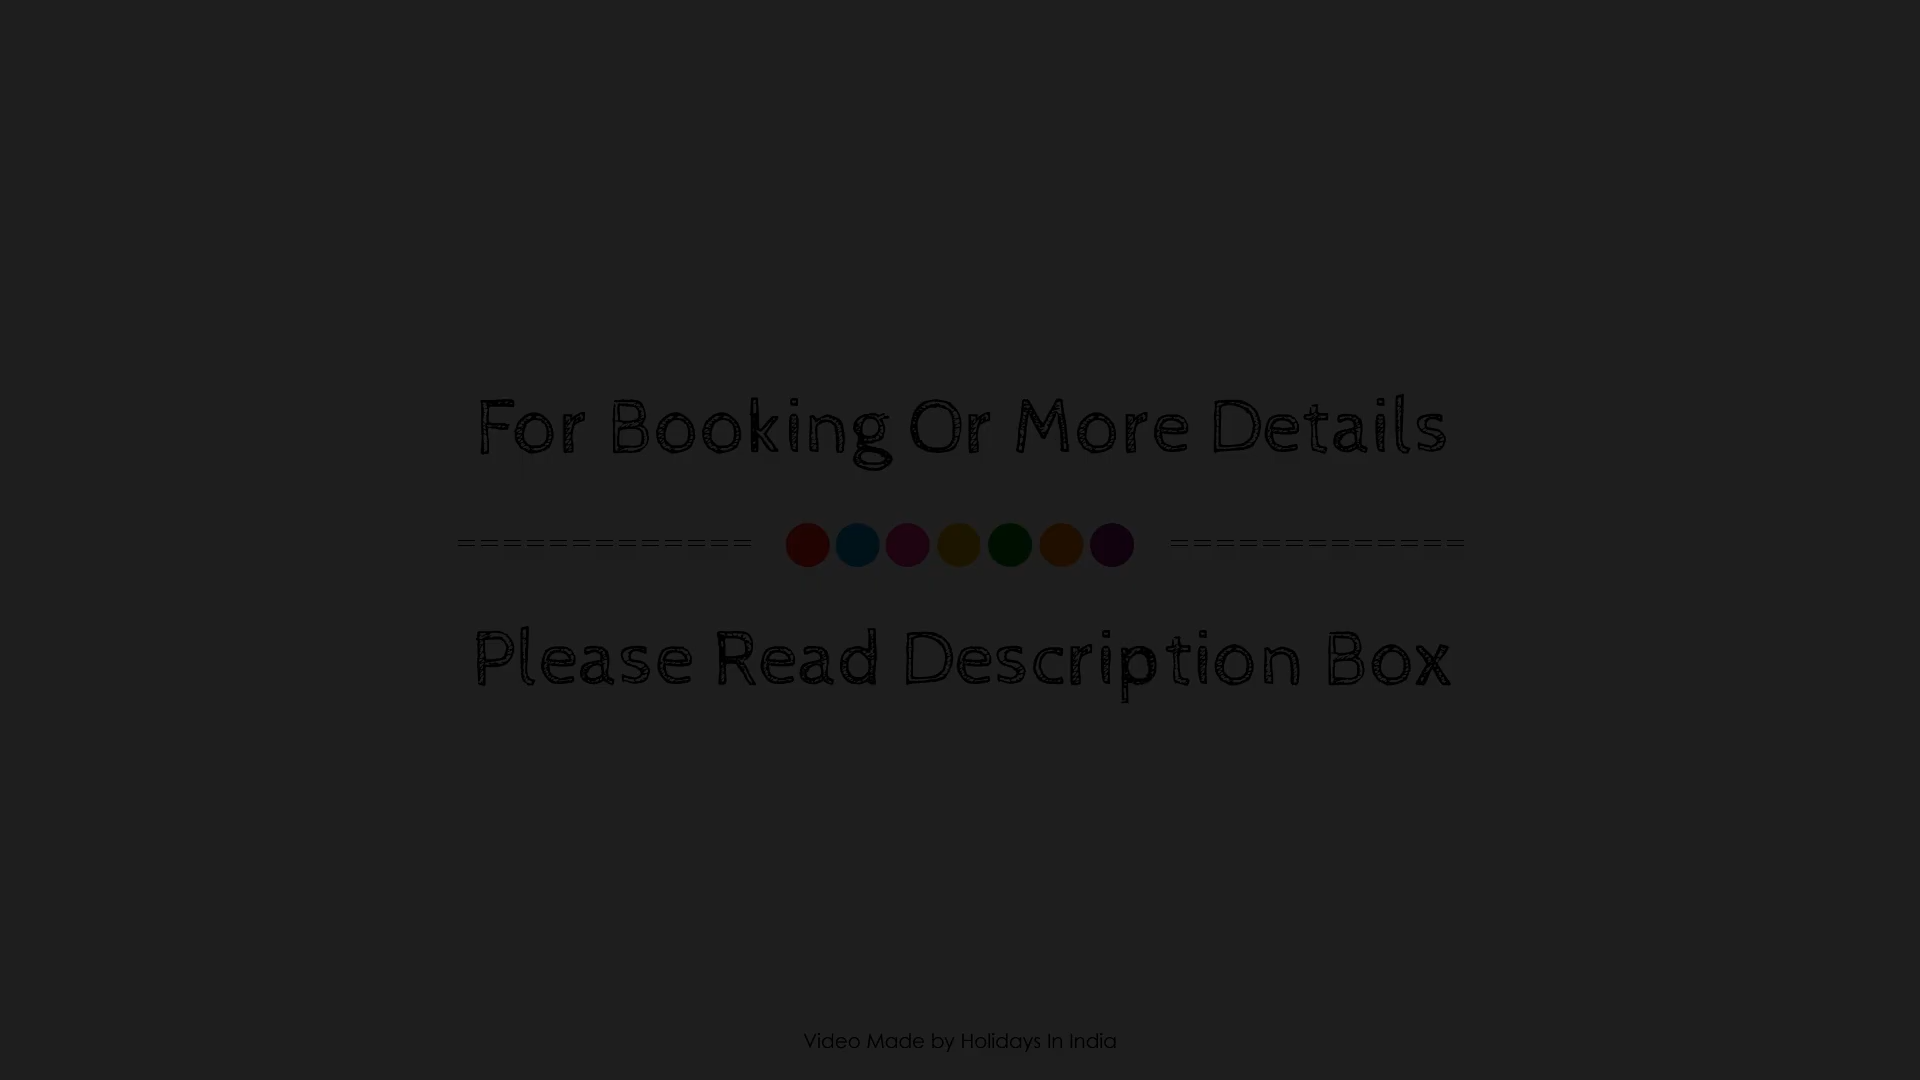 For Booking Or More Details
============= =============
Please Read Description Box
Video Made by Holidays In India